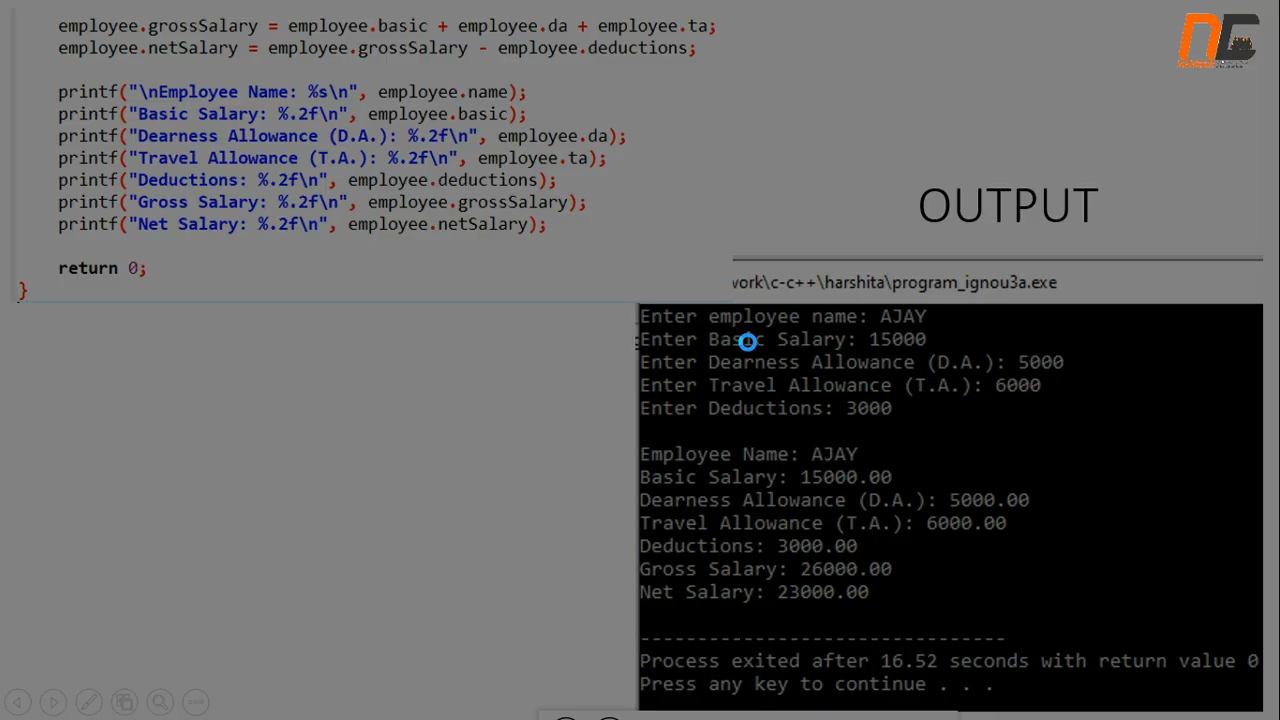 employee.grossSalary = employee.basic + employee.da + employee.ta;
employee.netSalary = employee.grossSalary - employee.deductions;
printf("\nEmployee Name: %s\n", employee.name);
printf("Basic Salary: %.2f\n", employee.basic);
printf("Dearness Allowance (D.A.): %.2f\n", employee.da);
printf("Travel Allowance (T.A.): %.2f\n", employee.ta);
printf("Deductions: %.2f\n", employee.deductions);
printf("Gross Salary: %.2f\n", employee.grossSalary);
printf("Net Salary: %.2f\n", employee.netSalary);
return 0;
}
OUTPUT
work\c-c++\harshita\program_ignou3a.exe
Enter employee name: AJAY
Enter Basic Salary: 15000
Enter Dearness Allowance (D.A.): 5000
Enter Travel Allowance (T.A.): 6000
Enter Deductions: 3000
Employee Name: AJAY
Basic Salary: 15000.00
Dearness Allowance (D.A.): 5000.00
Travel Allowance (T.A.): 6000.00
Deductions: 3000.00
Gross Salary: 26000.00
Net Salary: 23000.00
--------------------------------
Process exited after 16.52 seconds with return value 0
Press any key to continue . . .